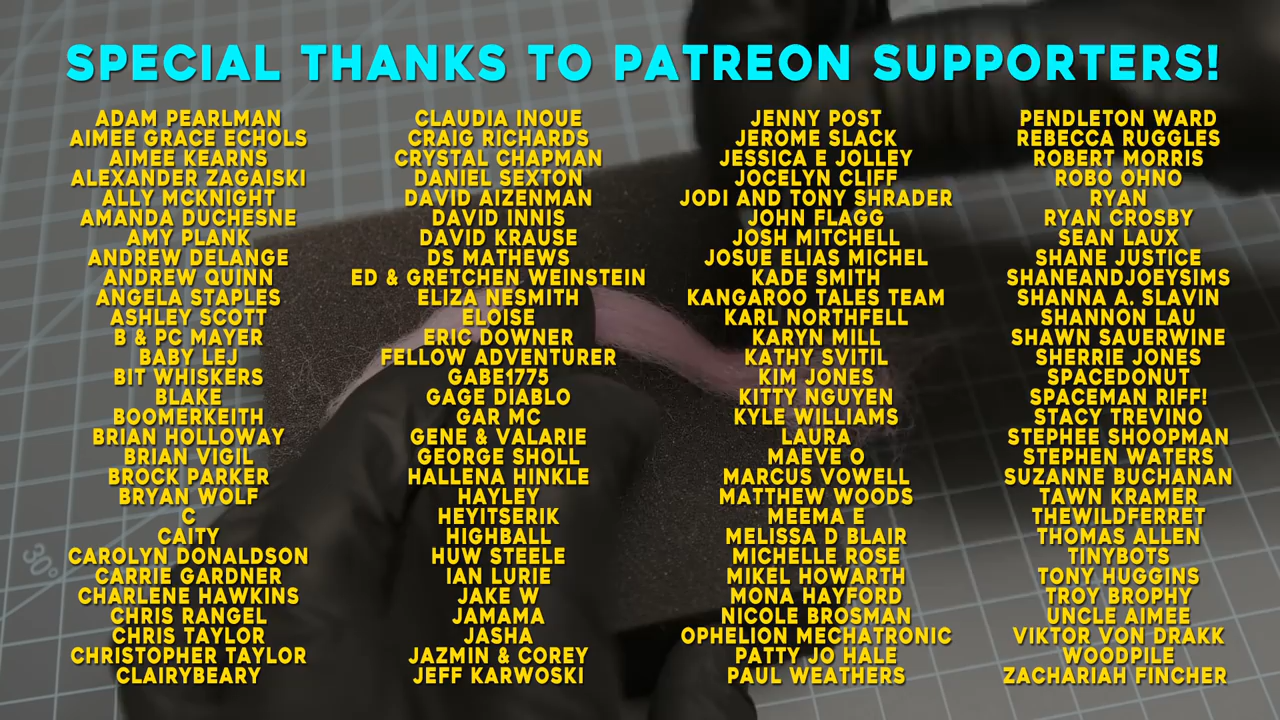 SPECIAL THANKS TO PATREON SUPPORTERS!
ADAM PEARLMAN
AIMEE GRACE ECHOLS
AIMEE KEARNS
ALEXANDER ZAGAISKI
ALLY MCKNIGHT
AMANDA DUCHESNE
AMY PLANK
ANDREW DELANGE
ANDREW QUINN
ANGELA STAPLES
ASHLEY SCOTT
B & PC MAYER
BABY LEJ
BIT WHISKERS
BLAKE
BOOMERKEITH
BRIAN HOLLOWAY
BRIAN VIGIL
BROCK PARKER
BRYAN WOLF
C
CAITY
CAROLYN DONALDSON
CARRIE GARDNER
CHARLENE HAWKINS
CHRIS RANGEL
CHRIS TAYLOR
CHRISTOPHER TAYLOR
CLAIRYBEARY
CLAUDIA INOUE
CRAIG RICHARDS
CRYSTAL CHAPMAN
DANIEL SEXTON
DAVID AIZENMAN
DAVID INNIS
DAVID KRAUSE
DS MATHEWS
ED & GRETCHEN WEINSTEIN
ELIZA NESMITH
ELOISE
ERIC DOWNER
FELLOW ADVENTURER
GABE1775
GAGE DIABLO
GAR MC
GENE & VALARIE
GEORGE SHOLL
HALLENA HINKLE
HAYLEY
HEYITSERIK
HIGHBALL
HUW STEELE
IAN LURIE
JAKE W
JAMAMA
JASHA
JAZMIN & COREY
JEFF KARWOSKI
JENNY POST
JEROME SLACK
JESSICA E JOLLEY
JOCELYN CLIFF
JODI AND TONY SHRADER
JOHN FLAGG
JOSH MITCHELL
JOSUE ELIAS MICHEL
KADE SMITH
KANGAROO TALES TEAM
KARL NORTHFELL
KARYN MILL
KATHY SVITIL
KIM JONES
KITTY NGUYEN
KYLE WILLIAMS
LAURA
MAEVE O
MARCUS VOWELL
MATTHEW WOODS
MEEMA E
MELISSA D BLAIR
MICHELLE ROSE
MIKEL HOWARTH
MONA HAYFORD
NICOLE BROSMAN
OPHELION MECHATRONIC
PATTY JO HALE
PAUL WEATHERS
PENDLETON WARD
REBECCA RUGGLES
ROBERT MORRIS
ROBO OHNO
RYAN
RYAN CROSBY
SEAN LAUX
SHANE JUSTICE
SHANEANDJOEYSIMS
SHANNA A. SLAVIN
SHANNON LAU
SHAWN SAUERWINE
SHERRIE JONES
SPACEDONUT
SPACEMAN RIFF!
STACY TREVINO
STEPHEE SHOOPMAN
STEPHEN WATERS
SUZANNE BUCHANAN
TAWN KRAMER
THEWILDFERRET
THOMAS ALLEN
TINYBOTS
TONY HUGGINS
TROY BROPHY
UNCLE AIMEE
VIKTOR VON DRAKK
WOODPILE
ZACHARIAH FINCHER
30°